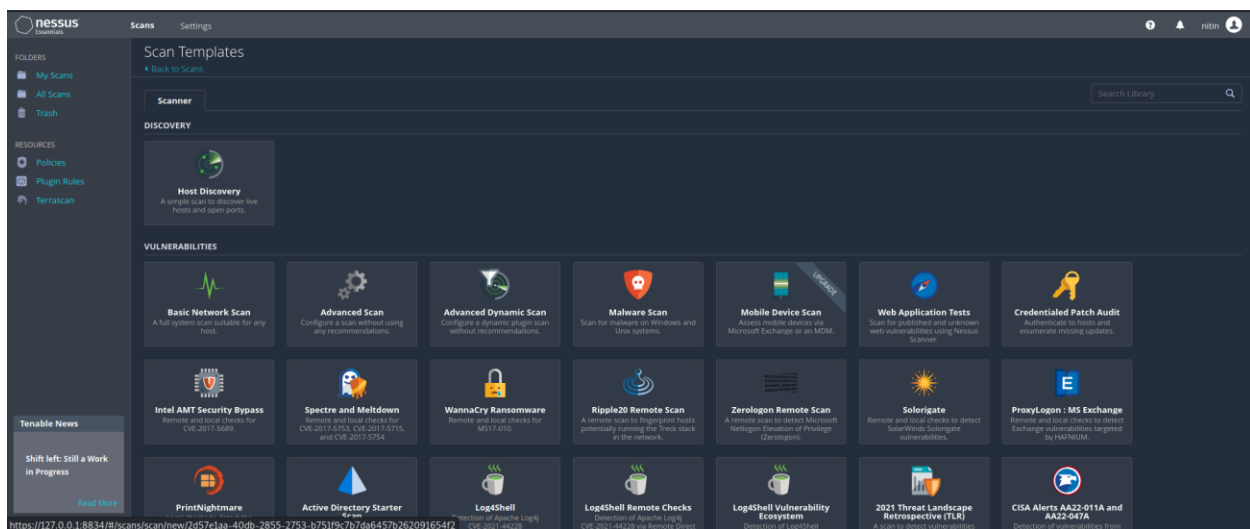 nessus
Essentials
Scans
Settings
nitin
FOLDERS
My Scans
All Scans
Trash
RESOURCES
Policies
Plugin Rules
Terrascan
Tenable News
Shift left: Still a Work
in Progress
Read More
Scan Templates
Back to Scans
Search Library
Scanner
DISCOVERY
Host Discovery
A simple scan to discover live
hosts and open ports.
VULNERABILITIES
Basic Network Scan
A full system scan suitable for any
host.
Advanced Scan
Configure a scan without using
any recommendations.
Advanced Dynamic Scan
Configure a dynamic plugin scan
without recommendations.
Malware Scan
Scan for malware on Windows and
Unix systems.
UPGRADE
Mobile Device Scan
Assess mobile devices via
Microsoft Exchange or an MDM.
Web Application Tests
Scan for published and unknown
web vulnerabilities using Nessus
Scanner.
Credentialed Patch Audit
Authenticate to hosts and
enumerate missing updates.
Intel AMT Security Bypass
Remote and local checks for
CVE-2017-5689.
Spectre and Meltdown
Remote and local checks for
CVE-2017-5753, CVE-2017-5715,
and CVE-2017-5754
WannaCry Ransomware
Remote and local checks for
MS17-010.
Ripple20 Remote Scan
A remote scan to fingerprint hosts
potentially running the Treck stack
in the network.
Zerologon Remote Scan
A remote scan to detect Microsoft
Netlogon Elevation of Privilege
(Zerologon).
Solorigate
Remote and local checks to detect
SolarWinds Solorigate
vulnerabilities.
E
ProxyLogon : MS Exchange
Remote and local checks to detect
Exchange vulnerabilities targeted
by HAFNIUM.
PrintNightmare
Active Directory Starter
Scan
Log4Shell
Detection of Apache Log4j
CVE-2021-44228
Log4Shell Remote Checks
Detection of Apache Log4j
CVE-2021-44228 via Remote Direct
Log4Shell Vulnerability
Ecosystem
Detection of Log4Shell
2021 Threat Landscape
Retrospective (TLR)
A scan to detect vulnerabilities
CISA Alerts AA22-011A and
AA22-047A
Detection of vulnerabilities from
https://127.0.0.1:8834/#/scans/scan/new/2d57e1aa-40db-2855-2753-b751f9c7b7da6457b262091654f2